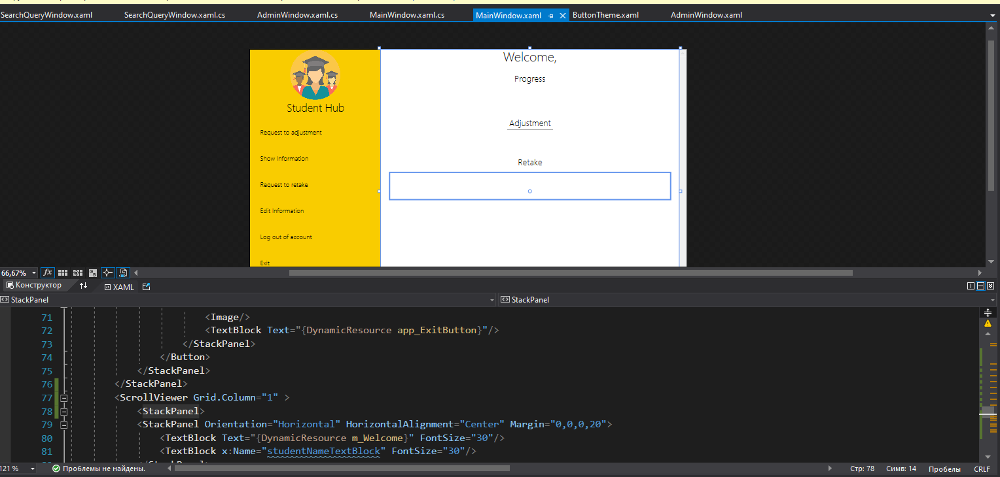 SearchQueryWindow.xaml SearchQueryWindow.xaml.cs AdminWindow.xaml.cs MainWindow.xaml.cs MainWindow.xaml ButtonTheme.xaml AdminWindow.xaml
Welcome,
Progress
Student Hub
Adjustment
Request to adjustment
Show Information
Retake
Request to retake
Edit Information
Log out of account
Exit
66,67% fx
Конструктор XAML
StackPanel StackPanel
71 <Image/>
72 <TextBlock Text="{DynamicResource app_ExitButton}"/>
73 </StackPanel>
74 </Button>
75 </StackPanel>
76 </StackPanel>
77 <ScrollViewer Grid.Column="1" >
78 <StackPanel>
79 <StackPanel Orientation="Horizontal" HorizontalAlignment="Center" Margin="0,0,0,20">
80 <TextBlock Text="{DynamicResource m_Welcome}" FontSize="30"/>
81 <TextBlock x:Name="studentNameTextBlock" FontSize="30"/>
121 % Проблемы не найдены. Стр: 78 Симв: 14 Пробелы CRLF